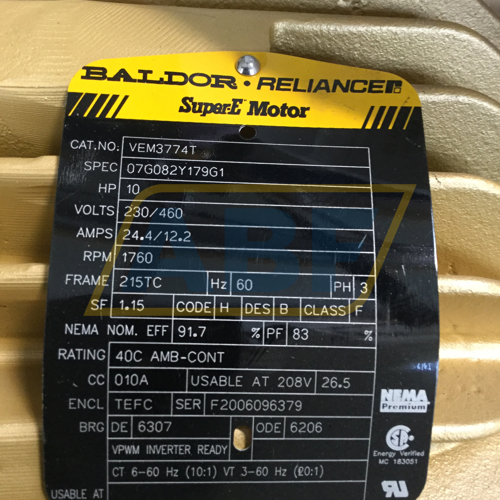 BALDOR • RELIANCE
Super-E Motor
CAT.NO. VEM3774T
SPEC 07G082Y179G1
HP 10
VOLTS 230/460
AMPS 24.4/12.2
RPM 1760
FRAME 215TC Hz 60 PH 3
SF 1.15 CODE H DES B CLASS F
NEMA NOM. EFF 91.7 % PF 83 %
RATING 40C AMB-CONT
CC 010A USABLE AT 208V 26.5
ENCL TEFC SER F2006096379
BRG DE 6307 ODE 6206
VPWM INVERTER READY
CT 6-60 Hz (10:1) VT 3-60 Hz (20:1)
USABLE AT
NEMA
Premium
Energy Verified
MC 183051
ABF